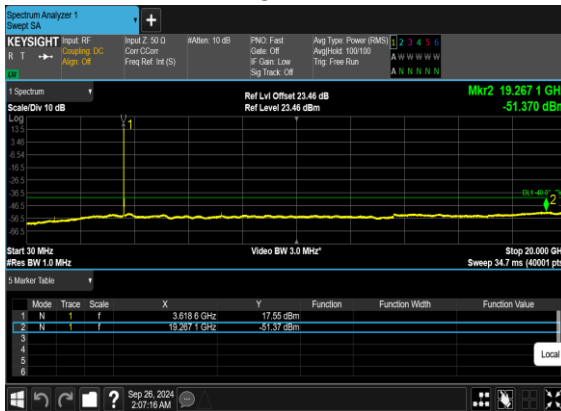 Spectrum Analyzer 1
Swept SA
+
KEYSIGHT Input: RF Input Z: 50 Ω #Atten: 10 dB PNO: Fast Avg Type: Power (RMS) 1 2 3 4 5 6
R T Coupling: DC Corr CCorr Gate: Off Avg|Hold: 100/100 A W W W W W
Align: Off Freq Ref: Int (S) IF Gain: Low Trig: Free Run
Sig Track: Off A N N N N N
1 Spectrum Ref Lvl Offset 23.46 dB Mkr2 19.267 1 GH
Scale/Div 10 dB Ref Level 23.46 dBm -51.370 dBm
Log
13.5
3.46
-6.54
-16.5
-26.5
-36.5
-46.5
-56.5
-66.5
1
2
Start 30 MHz Video BW 3.0 MHz* Stop 20.000 GH
#Res BW 1.0 MHz Sweep 34.7 ms (40001 pts
5 Marker Table
Mode Trace Scale X Y Function Function Width Function Value
1 N 1 f 3.618 6 GHz 17.55 dBm
2 N 1 f 19.267 1 GHz -51.37 dBm
3
4
5
6
Local
? Sep 26, 2024
2:07:16 AM